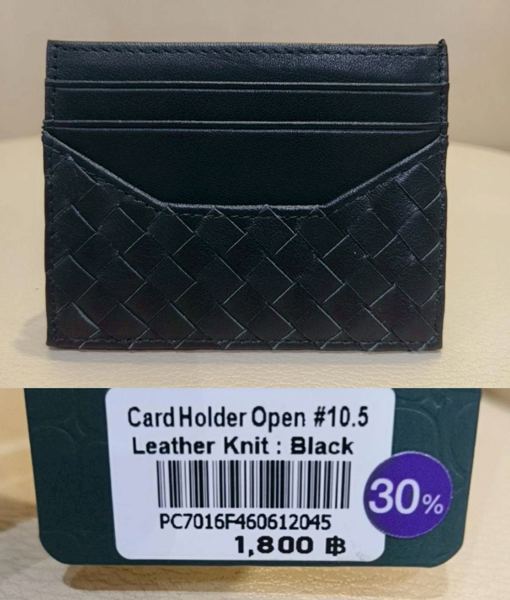 Card Holder Open #10.5
Leather Knit : Black
PC7016F460612045
1,800 ฿
30%